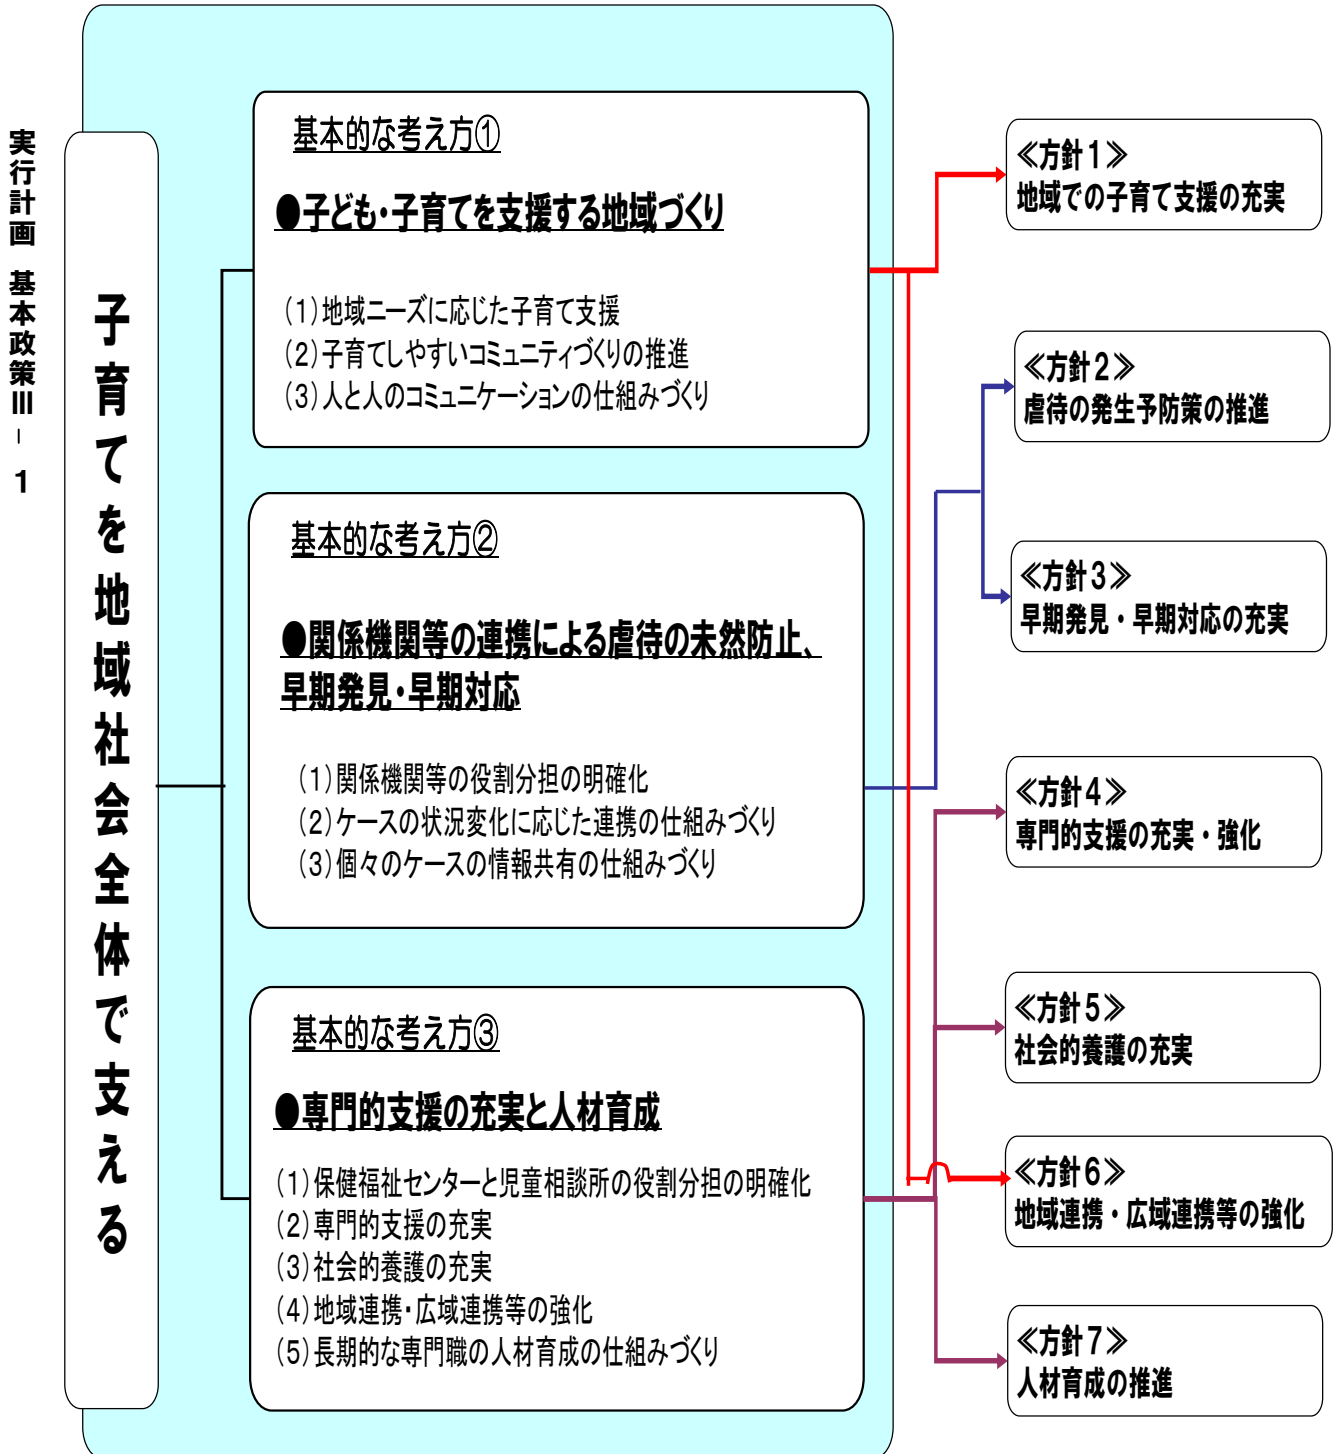 実行計画 基本政策Ⅲ－1
子育てを地域社会全体で支える
基本的な考え方①
●子ども・子育てを支援する地域づくり
(1)地域ニーズに応じた子育て支援
(2)子育てしやすいコミュニティづくりの推進
(3)人と人のコミュニケーションの仕組みづくり
基本的な考え方②
●関係機関等の連携による虐待の未然防止、
早期発見・早期対応
(1)関係機関等の役割分担の明確化
(2)ケースの状況変化に応じた連携の仕組みづくり
(3)個々のケースの情報共有の仕組みづくり
基本的な考え方③
●専門的支援の充実と人材育成
(1)保健福祉センターと児童相談所の役割分担の明確化
(2)専門的支援の充実
(3)社会的養護の充実
(4)地域連携・広域連携等の強化
(5)長期的な専門職の人材育成の仕組みづくり
≪方針1≫
地域での子育て支援の充実
≪方針2≫
虐待の発生予防策の推進
≪方針3≫
早期発見・早期対応の充実
≪方針4≫
専門的支援の充実・強化
≪方針5≫
社会的養護の充実
≪方針6≫
地域連携・広域連携等の強化
≪方針7≫
人材育成の推進